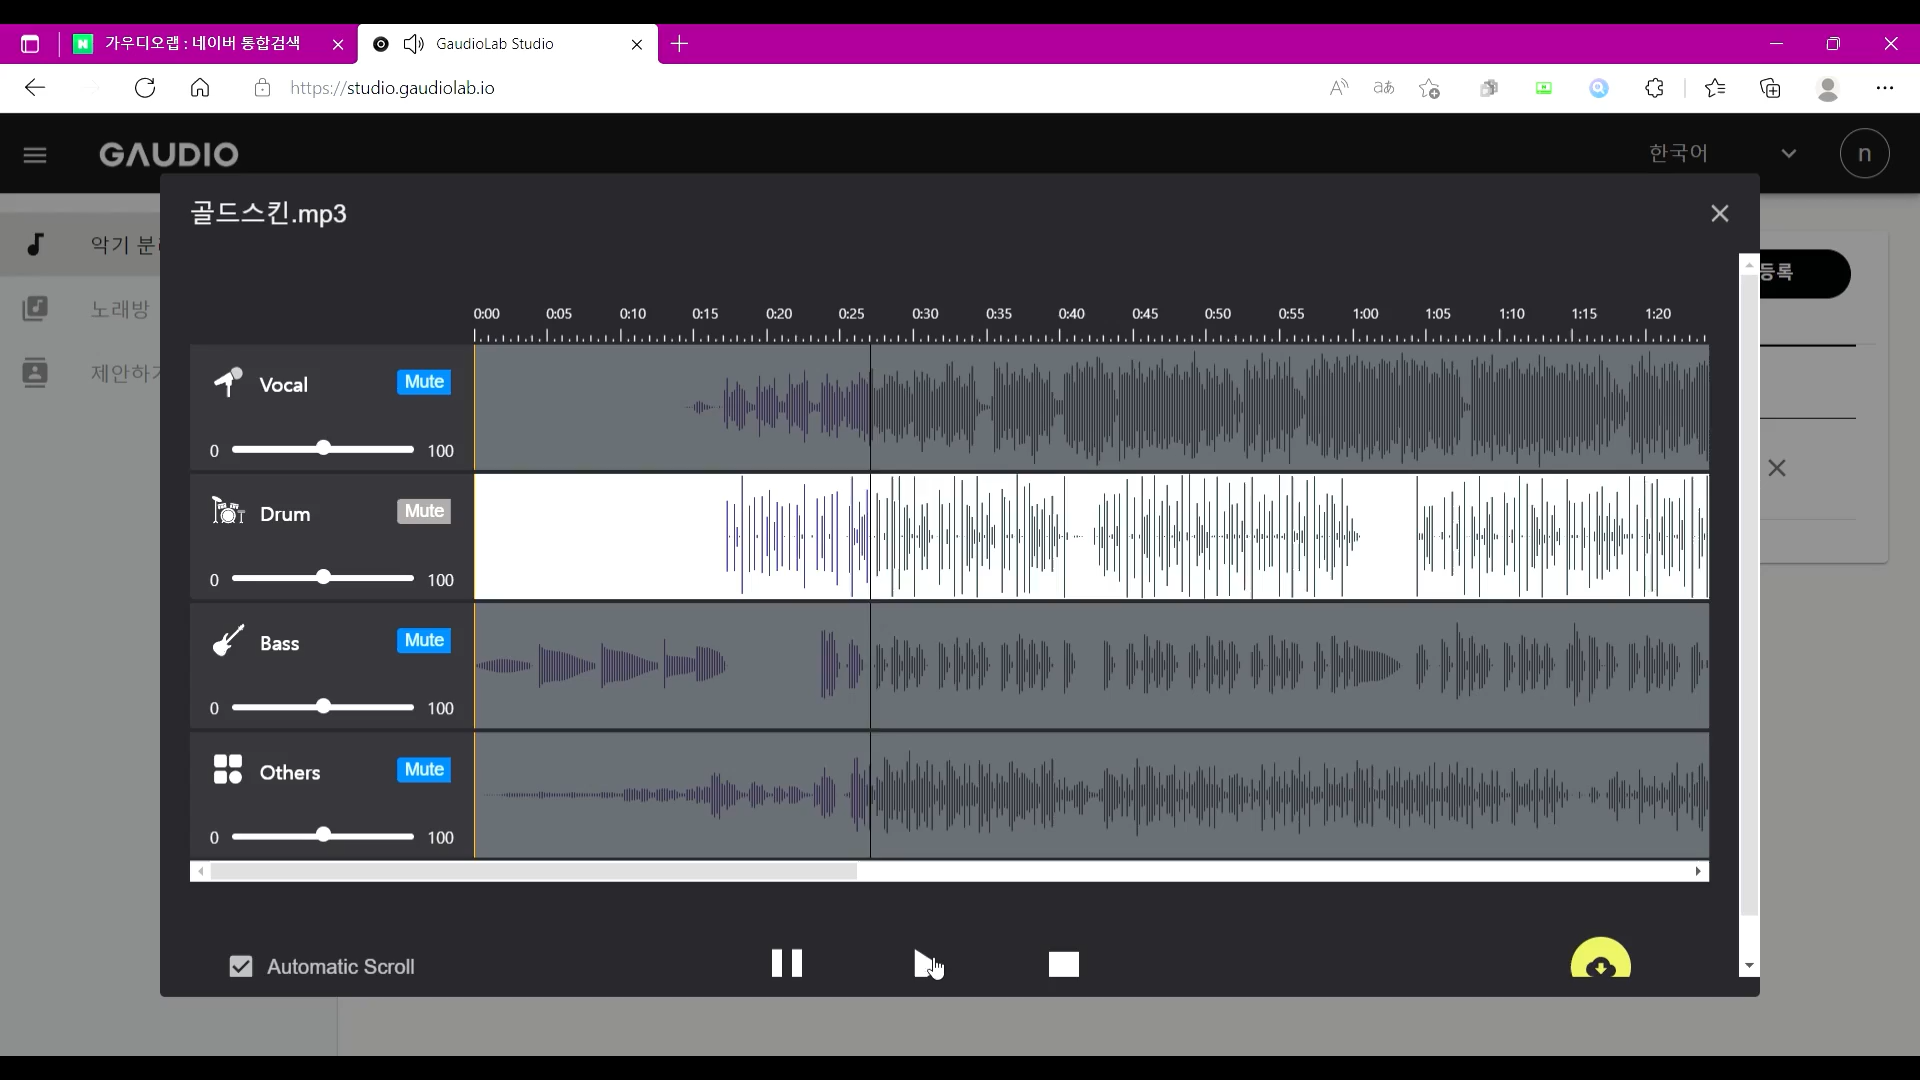 가우디오랩 : 네이버 통합검색
GaudioLab Studio
https://studio.gaudiolab.io
GAUDIO
한국어
n
골드스킨.mp3
악기 분
등록
노래방
0:00 0:05 0:10 0:15 0:20 0:25 0:30 0:35 0:40 0:45 0:50 0:55 1:00 1:05 1:10 1:15 1:20
제안하
Vocal Mute
0 100
Drum Mute
0 100
Bass Mute
0 100
Others Mute
0 100
Automatic Scroll